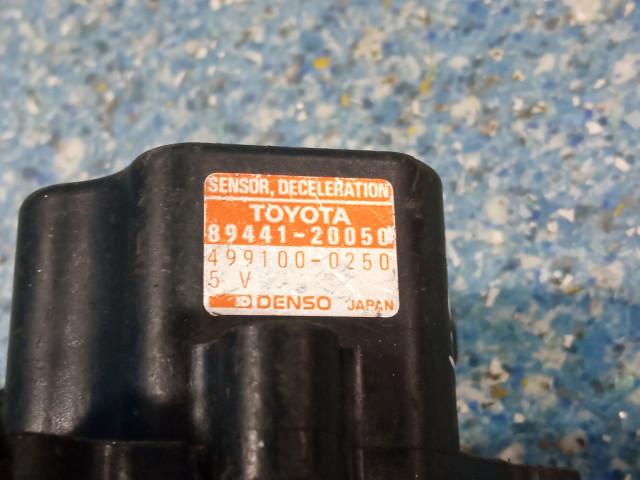 SENSOR, DECELERATION
TOYOTA
89441-20050
499100-0250
5 V
DENSO JAPAN